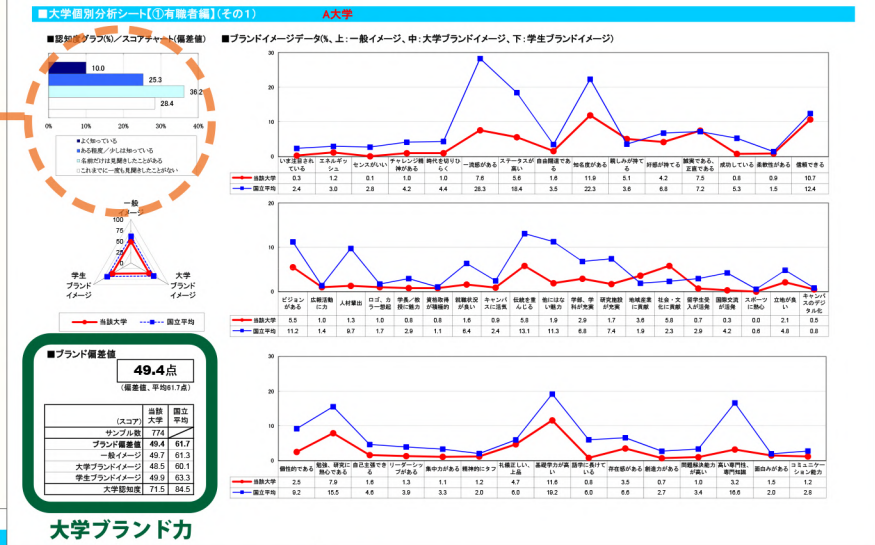 ■大学個別分析シート【①有職者編】（その１）
A大学
■認知度グラフ(%)／スコアチャート(偏差値)
■ブランドイメージデータ(%、上：一般イメージ、中：大学ブランドイメージ、下：学生ブランドイメージ)
10.0
25.3
36.2
28.4
0% 10% 20% 30% 40%
■よく知っている
■ある程度／少しは知っている
□名前だけは見聞きしたことがある
□これまでに一度も見聞きしたことがない
30
20
10
0
いま注目されている エネルギッシュ センスがいい チャレンジ精神がある 時代を切りひらく 一流感がある ステータスが高い 自由闊達である 知名度がある 親しみが持てる 好感が持てる 誠実である、正直である 成功している 柔軟性がある 信頼できる
当該大学 0.3 1.2 0.1 1.0 1.0 7.6 5.6 1.6 11.9 5.1 4.2 7.5 0.8 0.9 10.7
国立平均 2.4 3.0 2.8 4.2 4.4 28.3 18.4 3.5 22.3 3.6 6.8 7.2 5.3 1.5 12.4
一般イメージ
100
75
50
25
0
学生ブランドイメージ
大学ブランドイメージ
当該大学 国立平均
20
10
0
ビジョンがある 広報活動に力 人材輩出 ロゴ、カラー想起 学長／教授に魅力 資格取得が積極的 就職状況が良い キャンパスに活気 伝統を重んじる 他にはない魅力 学部、学科が充実 研究施設が充実 地域産業に貢献 社会・文化に貢献 留学生受入が活発 国際交流が活発 スポーツに熱心 立地が良い キャンパスのデジタル化
当該大学 5.5 1.0 1.3 1.0 0.8 0.8 1.6 0.9 5.8 1.9 2.9 1.7 3.6 5.8 0.7 0.3 0.0 2.1 0.5
国立平均 11.2 1.4 9.7 1.7 2.9 1.1 6.4 2.4 13.1 11.3 6.8 7.4 1.9 2.3 2.9 4.2 0.6 4.8 0.8
■ブランド偏差値
49.4点
(偏差値、平均61.7点)
(スコア) 当該大学 国立平均
サンプル数 774
ブランド偏差値 49.4 61.7
一般イメージ 49.7 61.3
大学ブランドイメージ 48.5 60.1
学生ブランドイメージ 49.9 63.3
大学認知度 71.5 84.5
大学ブランド力
30
20
10
0
個性的である 勉強、研究に熱心である 自己主張できる リーダーシップがある 集中力がある 精神的にタフ 礼儀正しい、上品 基礎学力が高い 語学に長けている 存在感がある 創造力がある 問題解決能力が高い 高い専門性、専門知識 面白みがある コミュニケーション能力
当該大学 2.5 7.9 1.6 1.3 1.1 1.2 4.7 11.6 0.8 3.5 0.7 1.0 3.2 1.5 1.2
国立平均 9.2 15.5 4.6 3.9 3.3 2.0 6.0 19.2 6.0 6.6 2.7 3.4 16.6 2.0 2.8